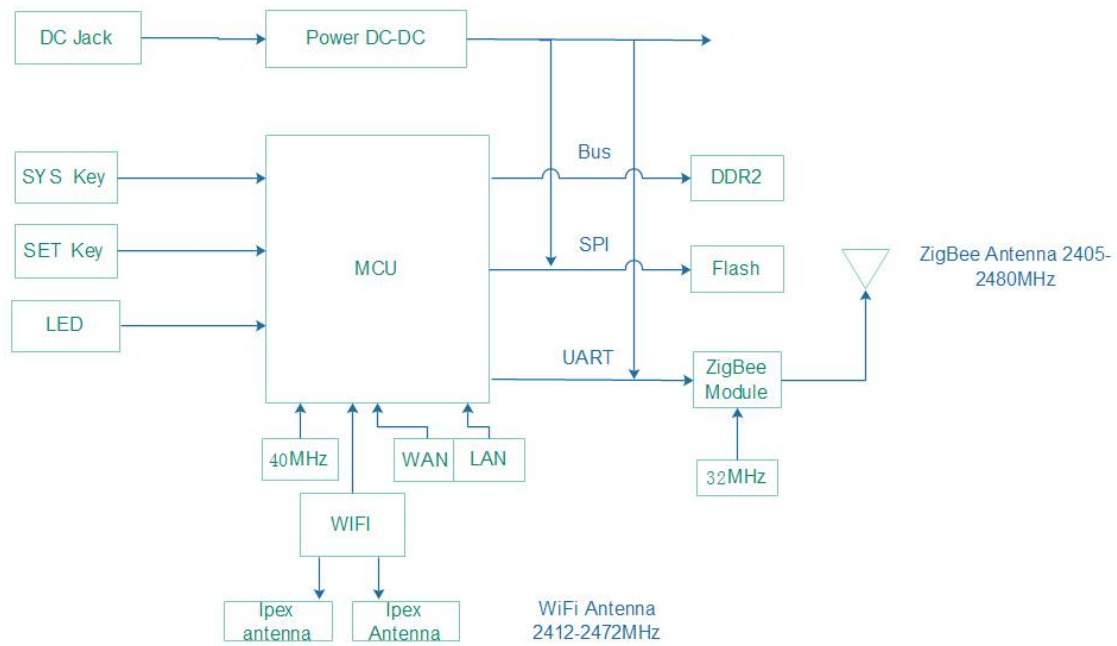 DC Jack
Power DC-DC
SYS Key
SET Key
LED
MCU
Bus
SPI
UART
DDR2
Flash
ZigBee
Module
ZigBee Antenna 2405-
2480MHz
40MHz
WAN
LAN
32MHz
WIFI
Ipex
antenna
Ipex
Antenna
WiFi Antenna
2412-2472MHz